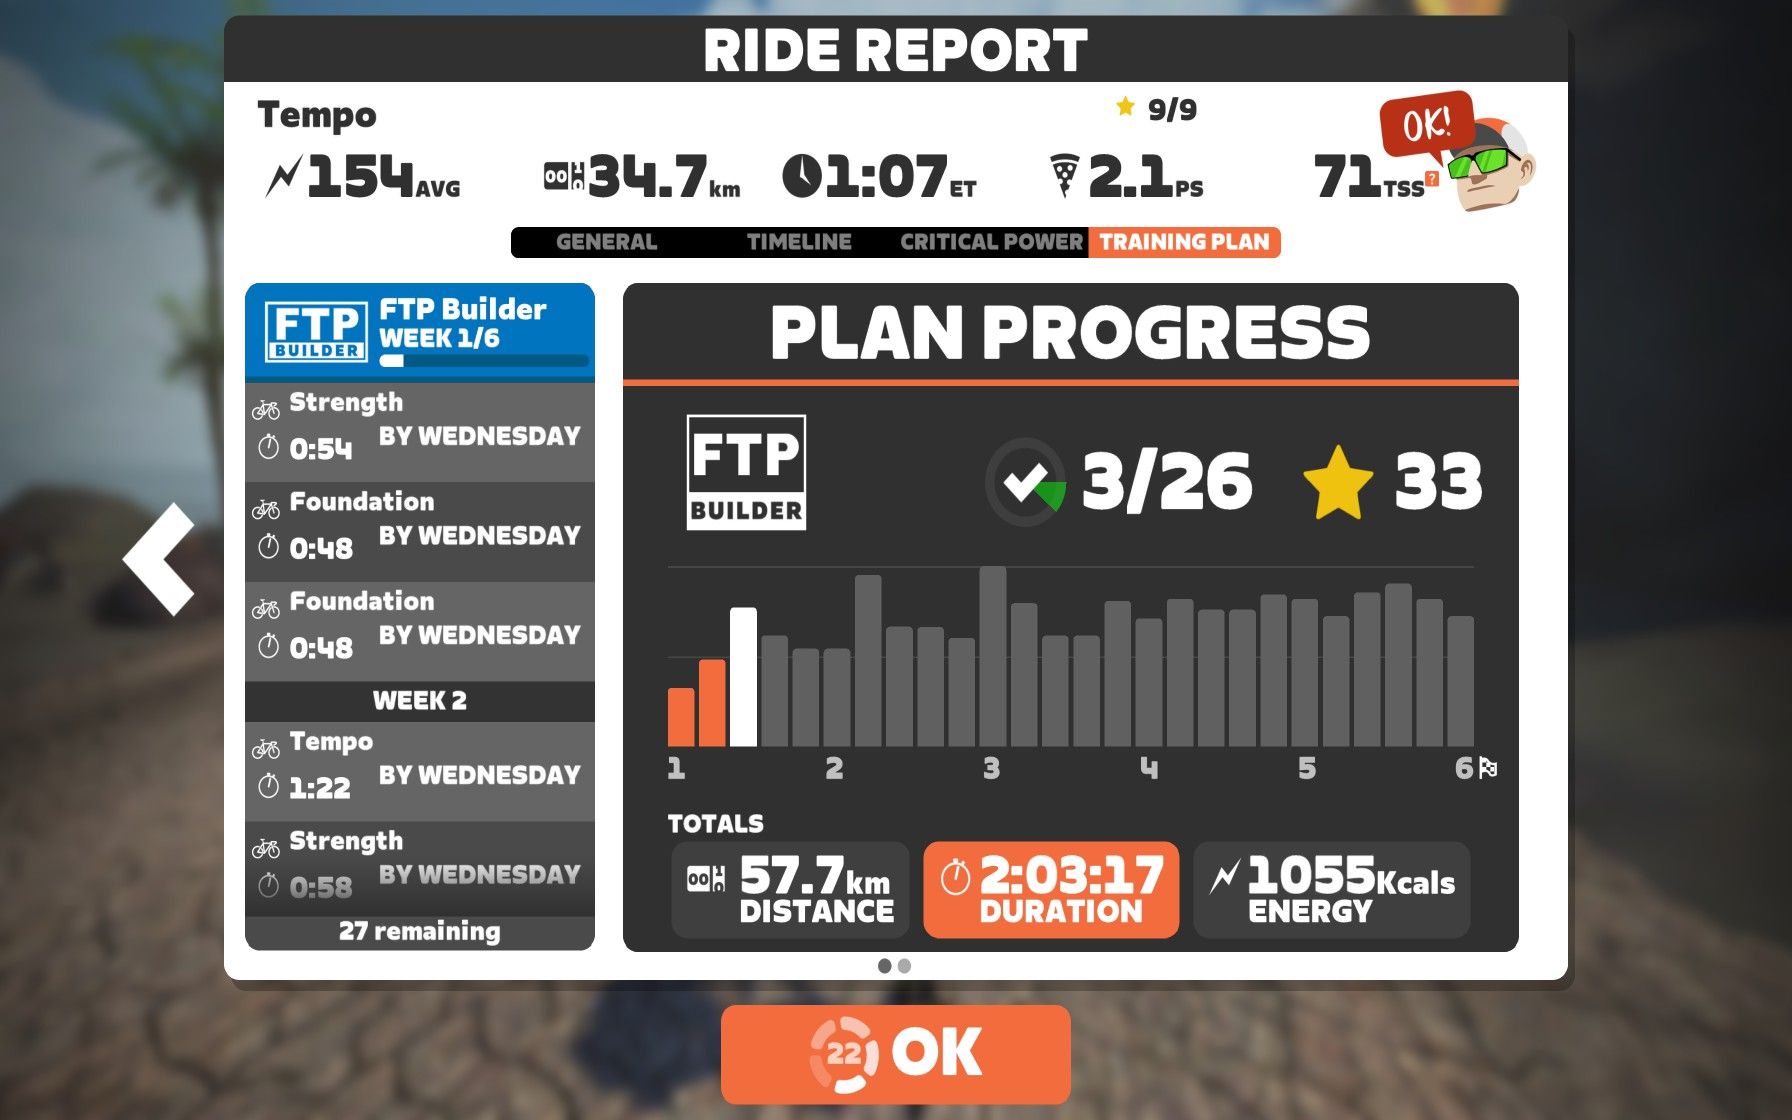 RIDE REPORT
Tempo
9/9
OK!
154AVG
34.7km
1:07ET
2.1PS
71TSS?
GENERAL TIMELINE CRITICAL POWER TRAINING PLAN
FTP BUILDER
FTP Builder
WEEK 1/6
Strength
0:54 BY WEDNESDAY
Foundation
0:48 BY WEDNESDAY
Foundation
0:48 BY WEDNESDAY
WEEK 2
Tempo
1:22 BY WEDNESDAY
Strength
0:58 BY WEDNESDAY
27 remaining
PLAN PROGRESS
FTP
BUILDER
3/26
33
1 2 3 4 5 6
TOTALS
57.7km
DISTANCE
2:03:17
DURATION
1055Kcals
ENERGY
22 OK